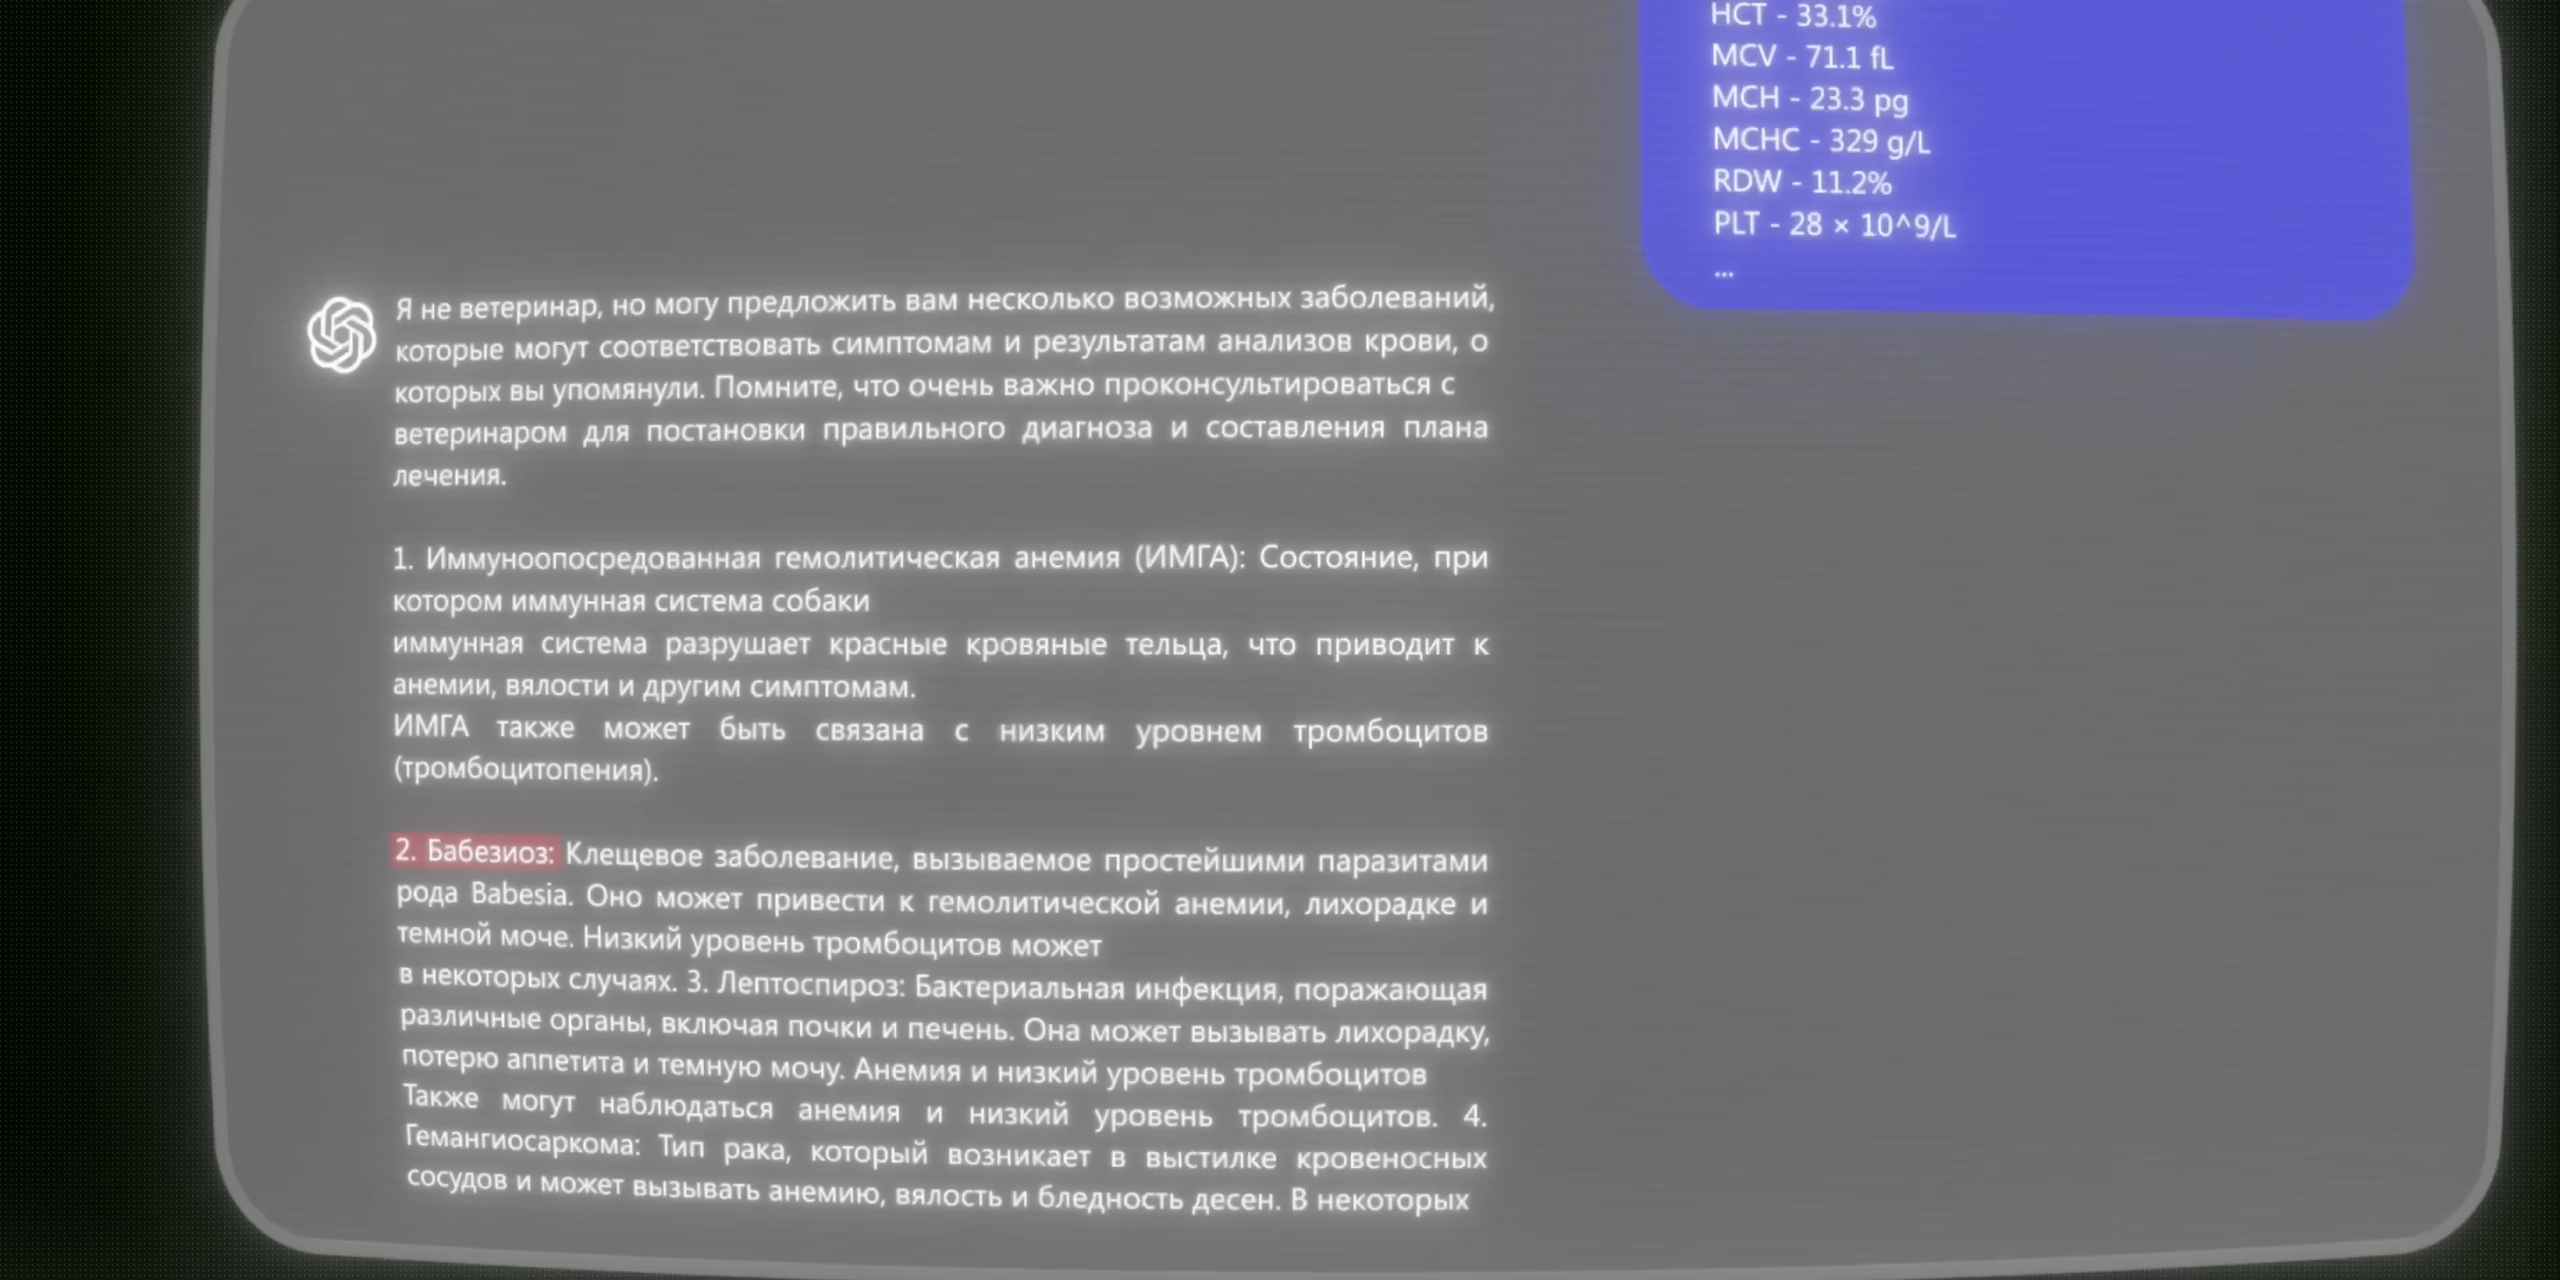 HCT - 33.1%
MCV - 71.1 fL
MCH - 23.3 pg
MCHC - 329 g/L
RDW - 11.2%
PLT - 28 × 10^9/L
...
Я не ветеринар, но могу предложить вам несколько возможных заболеваний,
которые могут соответствовать симптомам и результатам анализов крови, о
которых вы упомянули. Помните, что очень важно проконсультироваться с
ветеринаром для постановки правильного диагноза и составления плана
лечения.
1. Иммуноопосредованная гемолитическая анемия (ИМГА): Состояние, при
котором иммунная система собаки
иммунная система разрушает красные кровяные тельца, что приводит к
анемии, вялости и другим симптомам.
ИМГА также может быть связана с низким уровнем тромбоцитов
(тромбоцитопения).
2. Бабезиоз: Клещевое заболевание, вызываемое простейшими паразитами
рода Babesia. Оно может привести к гемолитической анемии, лихорадке и
темной моче. Низкий уровень тромбоцитов может
в некоторых случаях. 3. Лептоспироз: Бактериальная инфекция, поражающая
различные органы, включая почки и печень. Она может вызывать лихорадку,
потерю аппетита и темную мочу. Анемия и низкий уровень тромбоцитов
Также могут наблюдаться анемия и низкий уровень тромбоцитов. 4.
Гемангиосаркома: Тип рака, который возникает в выстилке кровеносных
сосудов и может вызывать анемию, вялость и бледность десен. В некоторых